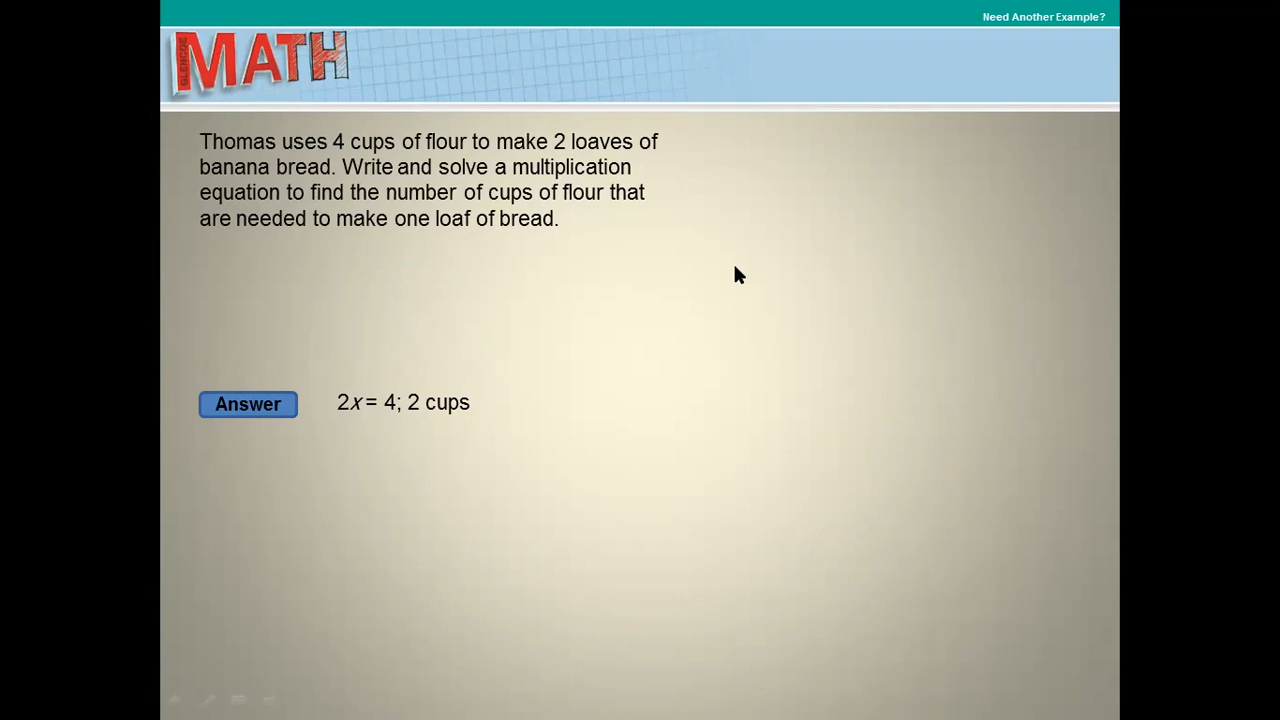 Need Another Example?
GLENCOE
MATH
Thomas uses 4 cups of flour to make 2 loaves of
banana bread. Write and solve a multiplication
equation to find the number of cups of flour that
are needed to make one loaf of bread.
Answer 2x = 4; 2 cups